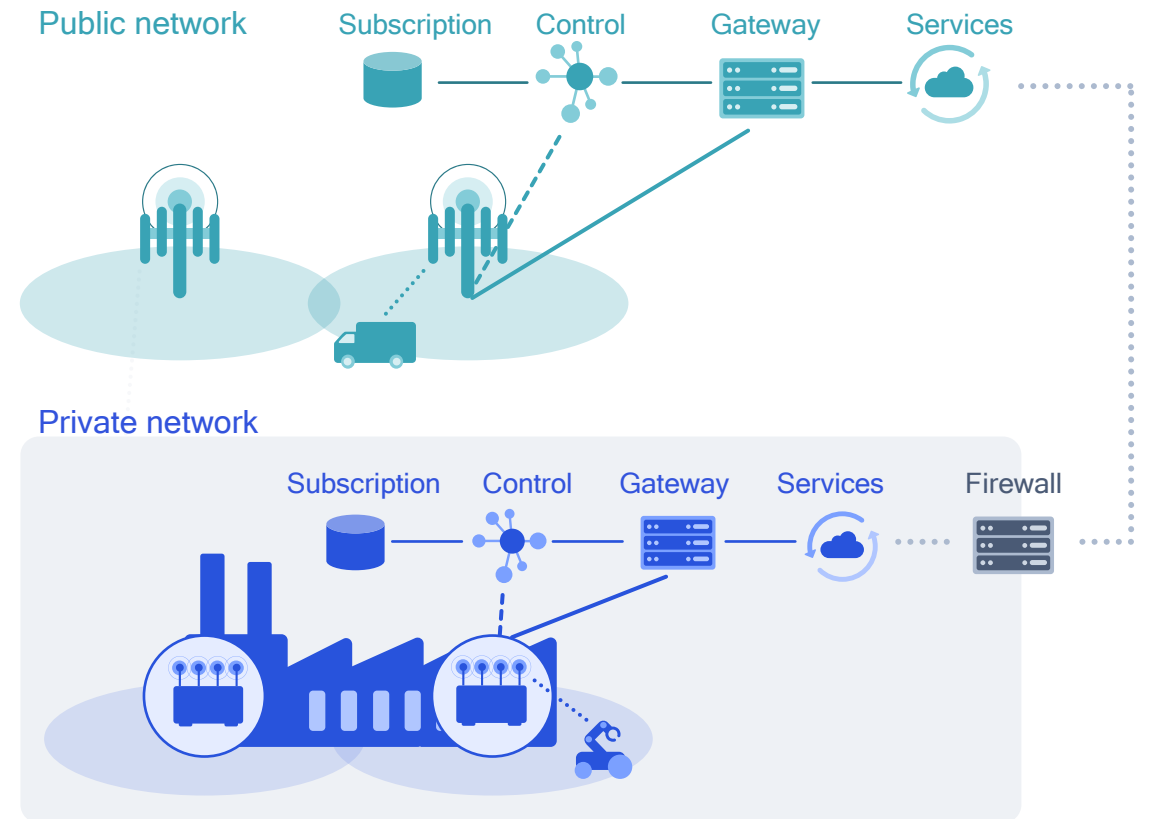 Public network
Subscription
Control
Gateway
Services
Private network
Subscription
Control
Gateway
Services
Firewall